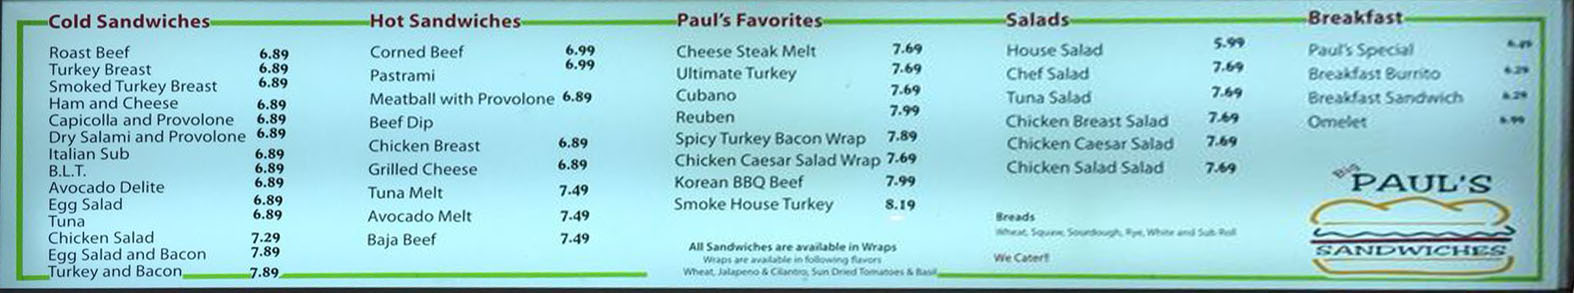 Cold Sandwiches
Roast Beef 6.89
Turkey Breast 6.89
Smoked Turkey Breast 6.89
Ham and Cheese 6.89
Capicolla and Provolone 6.89
Dry Salami and Provolone 6.89
Italian Sub 6.89
B.L.T. 6.89
Avocado Delite 6.89
Egg Salad 6.89
Tuna 6.89
Chicken Salad 7.29
Egg Salad and Bacon 7.89
Turkey and Bacon 7.89
Hot Sandwiches
Corned Beef 6.99
Pastrami 6.99
Meatball with Provolone 6.89
Beef Dip
Chicken Breast 6.89
Grilled Cheese 6.89
Tuna Melt 7.49
Avocado Melt 7.49
Baja Beef 7.49
Paul's Favorites
Cheese Steak Melt 7.69
Ultimate Turkey 7.69
Cubano 7.69
Reuben 7.99
Spicy Turkey Bacon Wrap 7.89
Chicken Caesar Salad Wrap 7.69
Korean BBQ Beef 7.99
Smoke House Turkey 8.19
All Sandwiches are available in Wraps
Wraps are available in following flavors
Wheat, Jalapeno & Cilantro, Sun Dried Tomatoes & Basil
Salads
House Salad 5.99
Chef Salad 7.69
Tuna Salad 7.69
Chicken Breast Salad 7.69
Chicken Caesar Salad 7.69
Chicken Salad Salad 7.69
Breads
Wheat, Squaw, Sourdough, Rye, White and Sub Roll
We Cater!!
Breakfast
Paul's Special
Breakfast Burrito 6.29
Breakfast Sandwich 6.29
Omelet 6.99
Big
PAUL'S
SANDWICHES